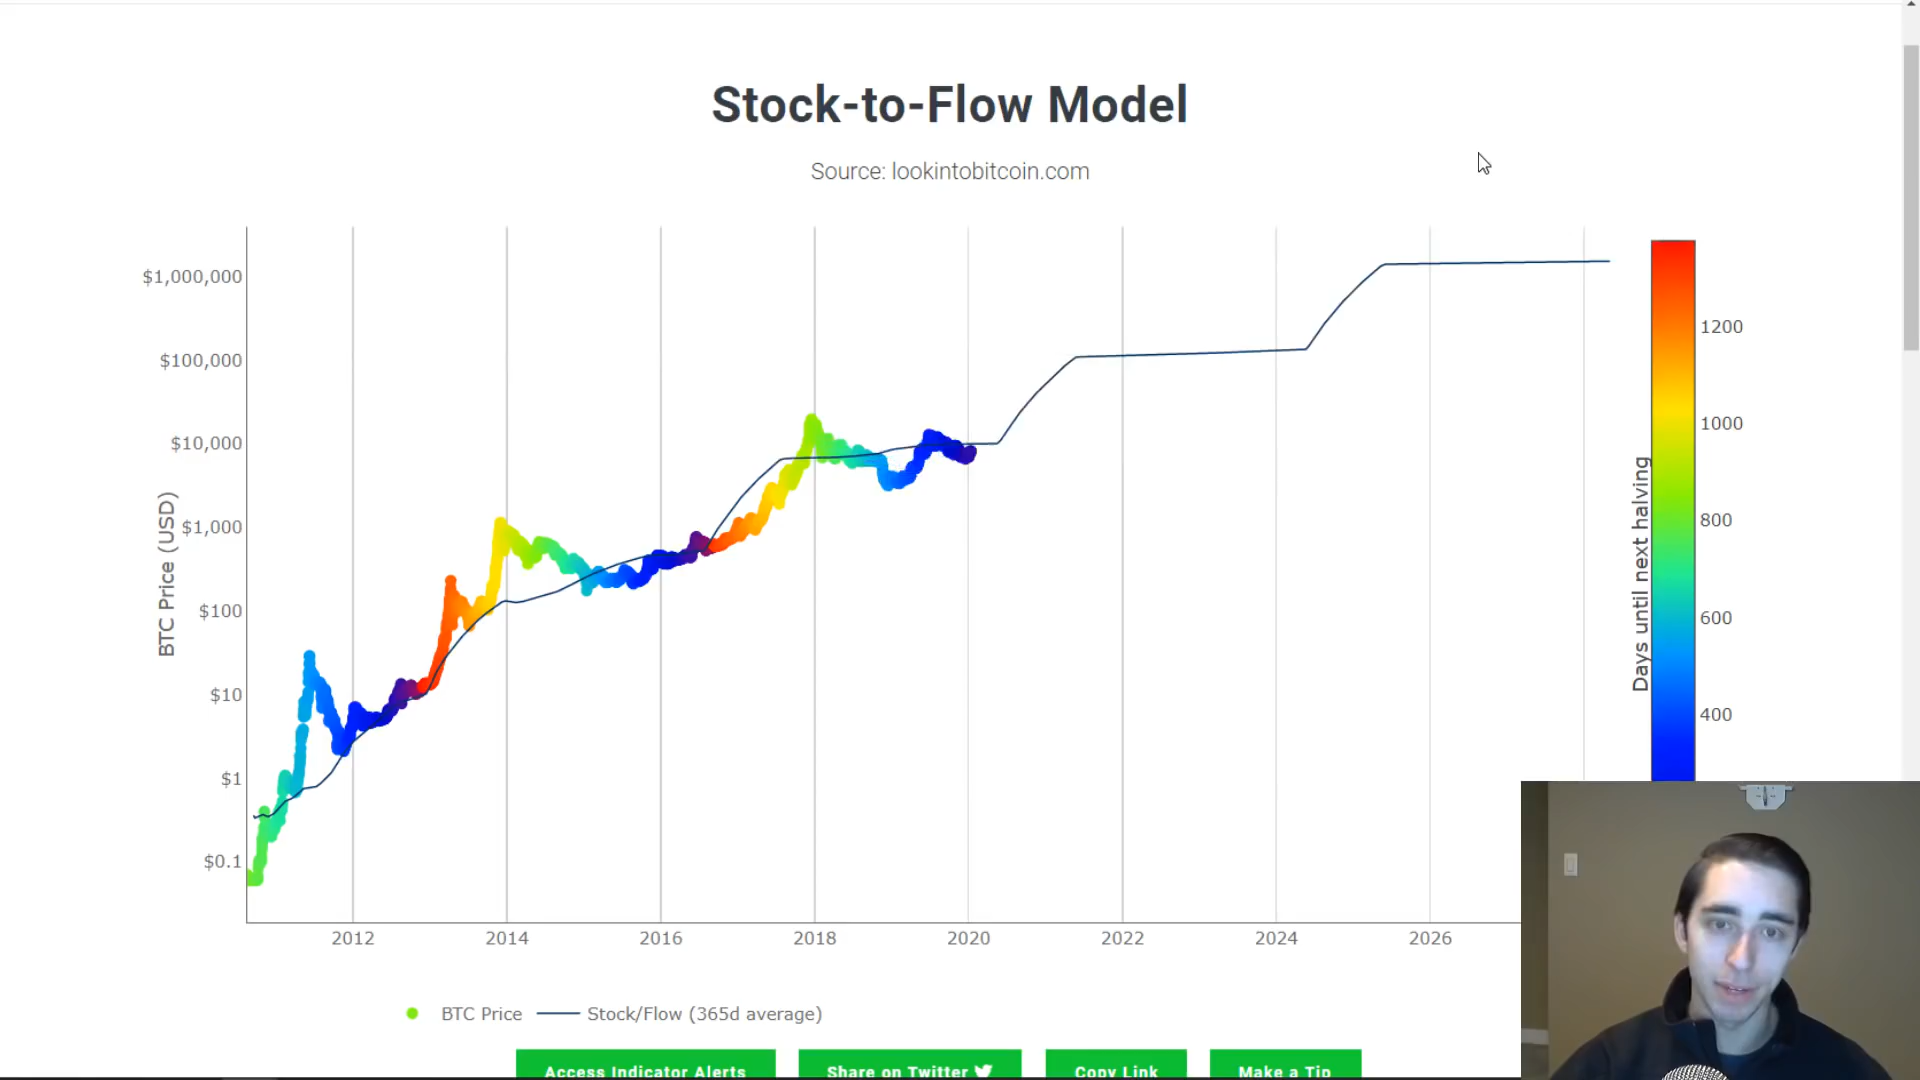 Stock-to-Flow Model
Source: lookintobitcoin.com
$1,000,000
$100,000
$10,000
$1,000
$100
$10
$1
$0.1
BTC Price (USD)
2012 2014 2016 2018 2020 2022 2024 2026
1200
1000
800
600
400
Days until next halving
BTC Price Stock/Flow (365d average)
Access Indicator Alerts Share on Twitter Copy Link Make a Tip